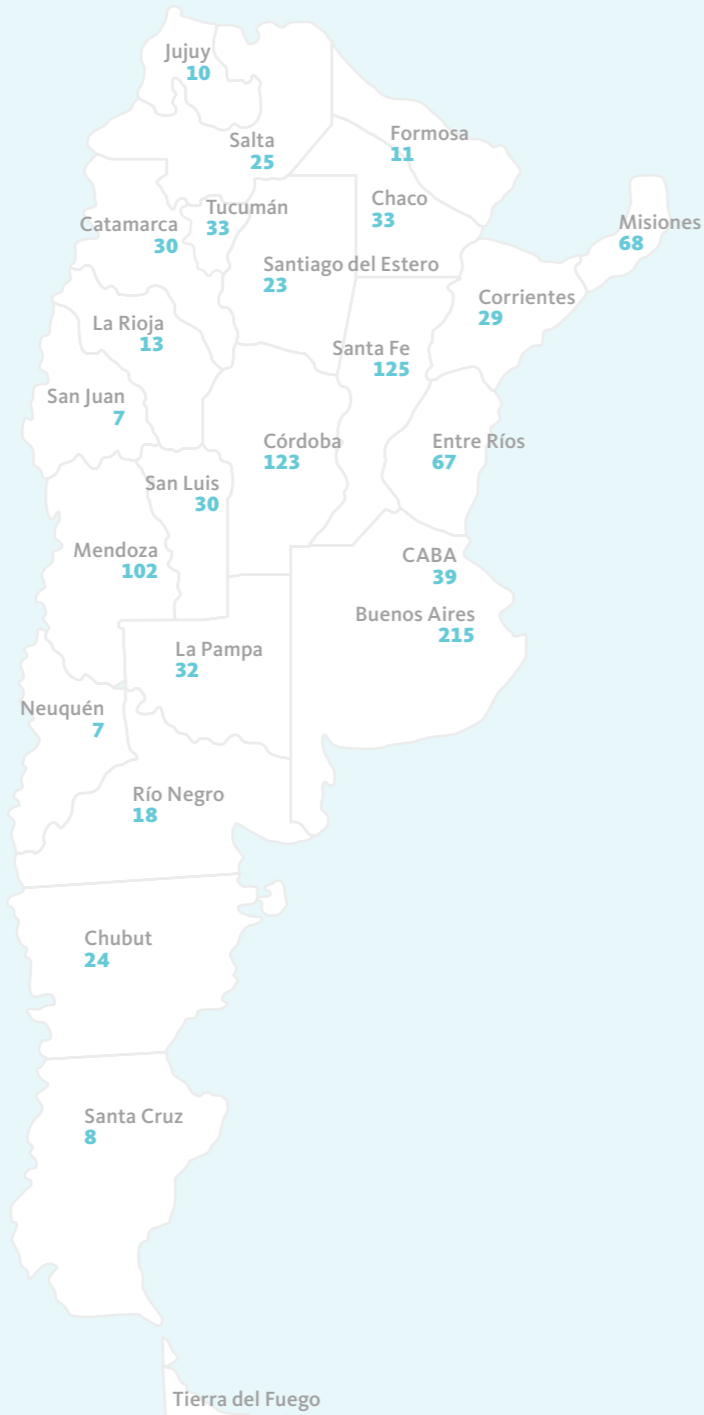 Jujuy
10
Salta
25
Formosa
11
Chaco
33
Tucumán
33
Catamarca
30
Misiones
68
Santiago del Estero
23
Corrientes
29
La Rioja
13
Santa Fe
125
San Juan
7
Córdoba
123
Entre Ríos
67
San Luis
30
Mendoza
102
CABA
39
Buenos Aires
215
La Pampa
32
Neuquén
7
Río Negro
18
Chubut
24
Santa Cruz
8
Tierra del Fuego